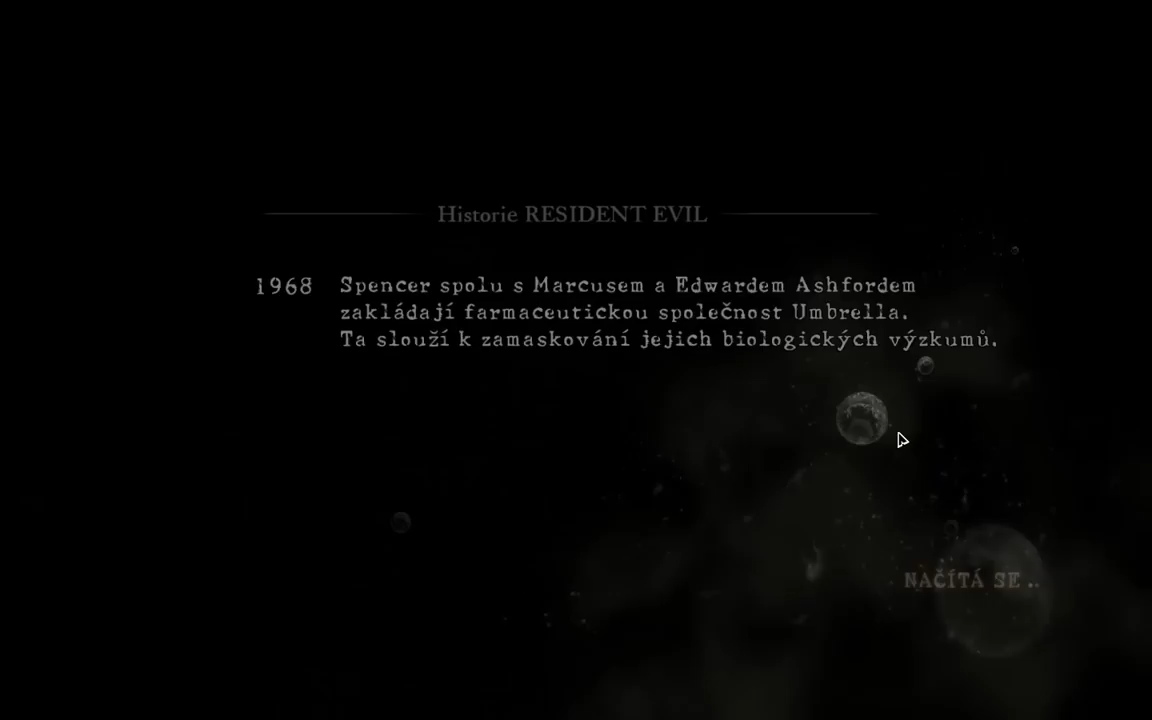 Historie RESIDENT EVIL
1968 Spencer spolu s Marcusem a Edwardem Ashfordem
zakládají farmaceutickou společnost Umbrella.
Ta slouží k zamaskování jejich biologických výzkumů.
NAČÍTÁ SE..